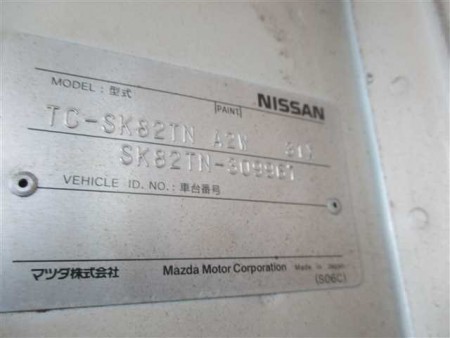 MODEL:型式
PAINT
NISSAN
TC-SK82TN A2W
VEHICLE ID. NO.:車台番号
マツダ株式会社
Mazda Motor Corporation
Made in Japan
(S06C)